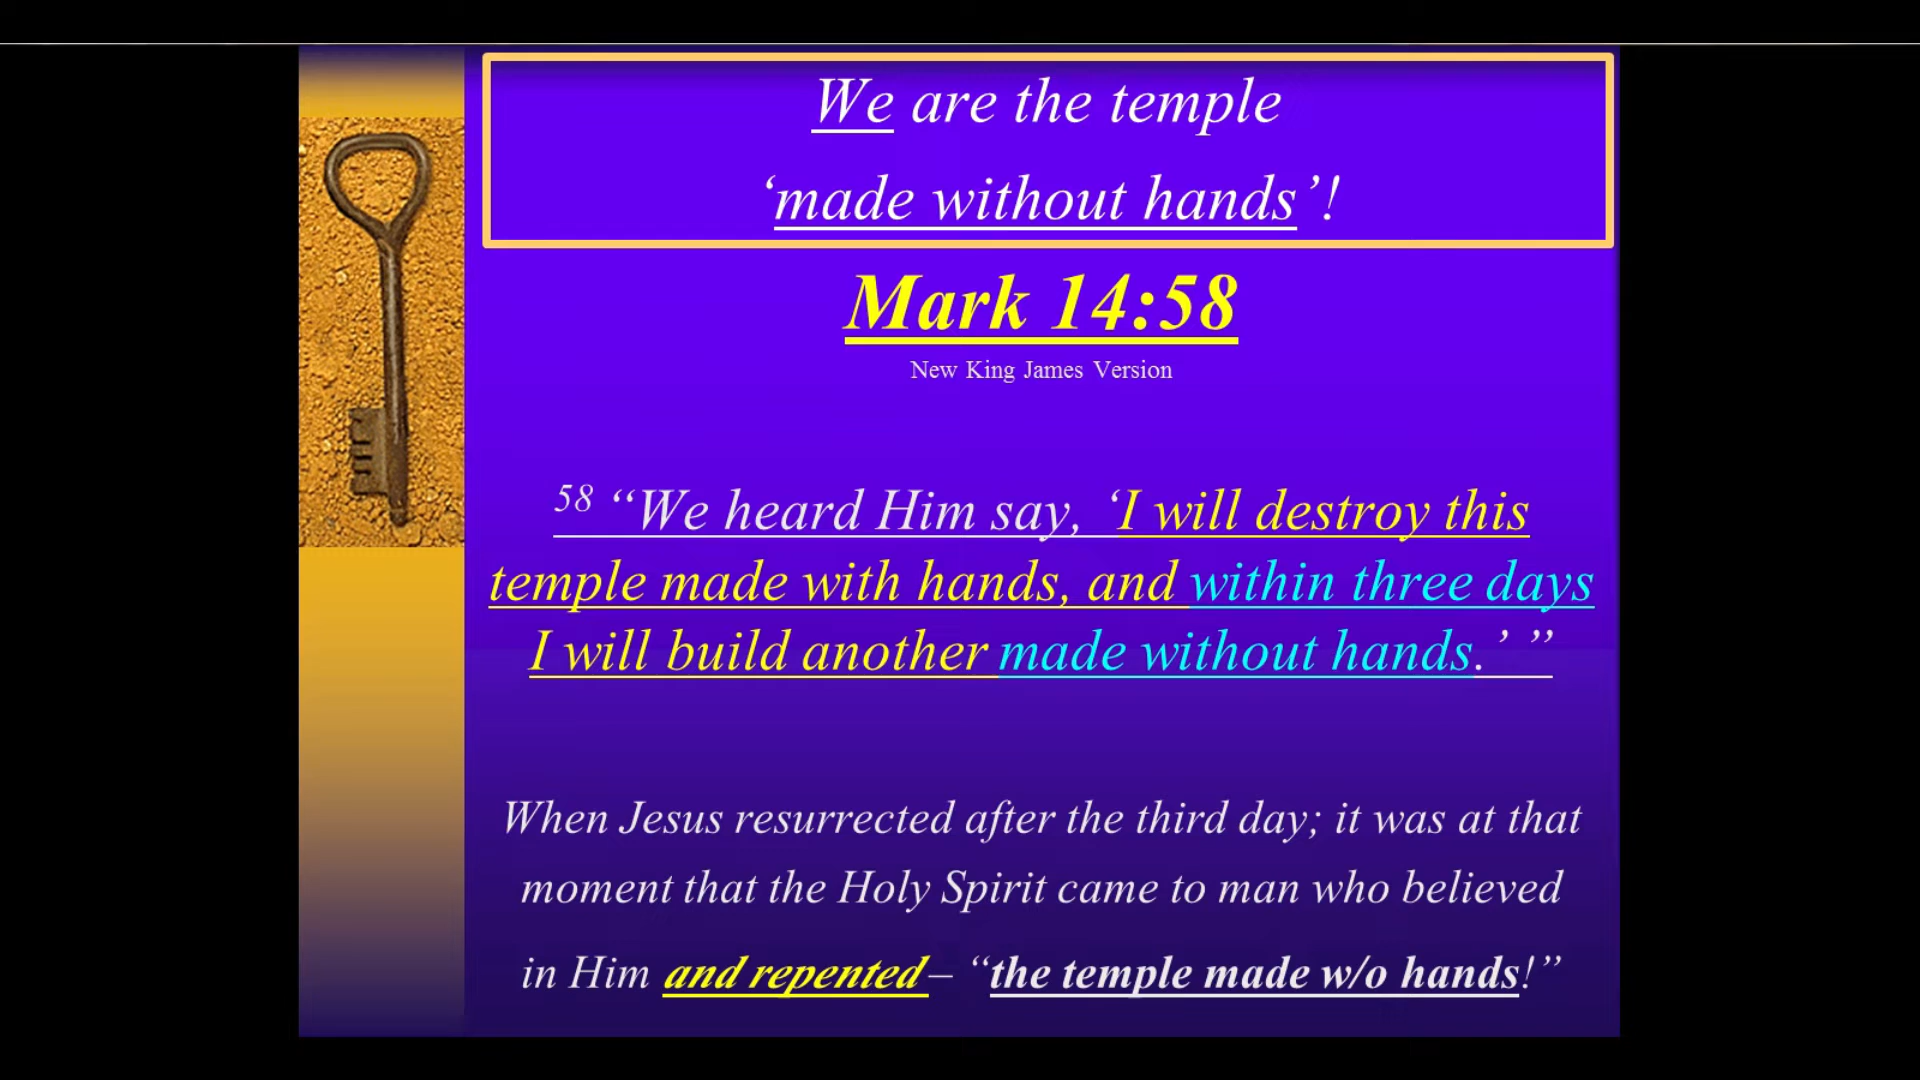 We are the temple
‘made without hands’!
Mark 14:58
New King James Version
58 “We heard Him say, ‘I will destroy this
temple made with hands, and within three days
I will build another made without hands.’ ”
When Jesus resurrected after the third day; it was at that
moment that the Holy Spirit came to man who believed
in Him and repented – “the temple made w/o hands!”